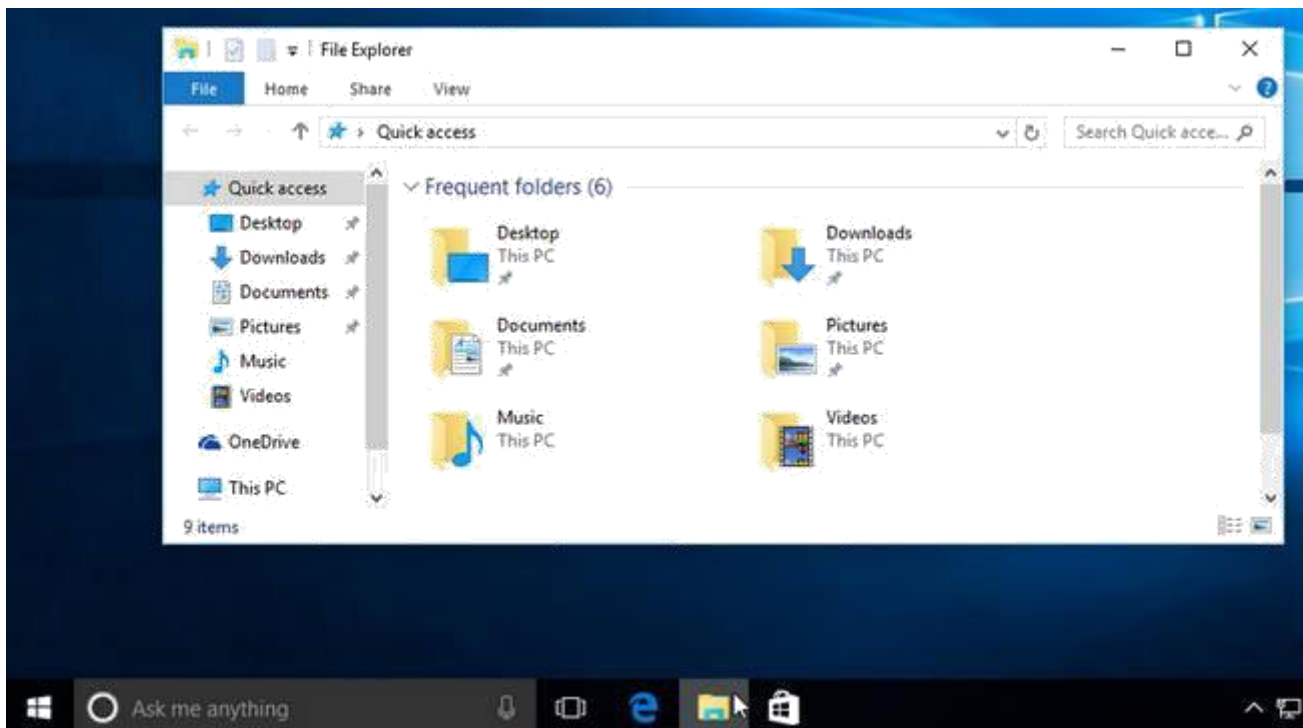 File Explorer
File Home Share View
Quick access
Search Quick acce...
Quick access
Desktop
Downloads
Documents
Pictures
Music
Videos
OneDrive
This PC
9 items
Frequent folders (6)
Desktop
This PC
Downloads
This PC
Documents
This PC
Pictures
This PC
Music
This PC
Videos
This PC
Ask me anything